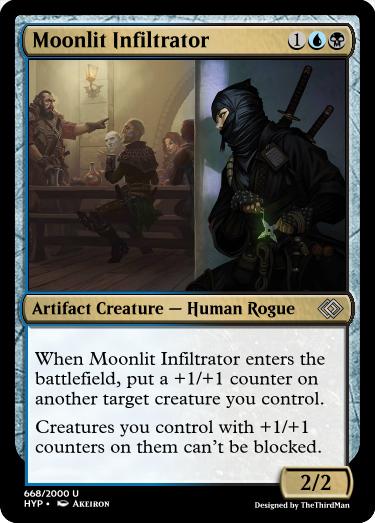 Moonlit Infiltrator 1
Artifact Creature — Human Rogue
When Moonlit Infiltrator enters the
battlefield, put a +1/+1 counter on
another target creature you control.
Creatures you control with +1/+1
counters on them can't be blocked.
2/2
668/2000 U
HYP • AKEIRON
Designed by TheThirdMan